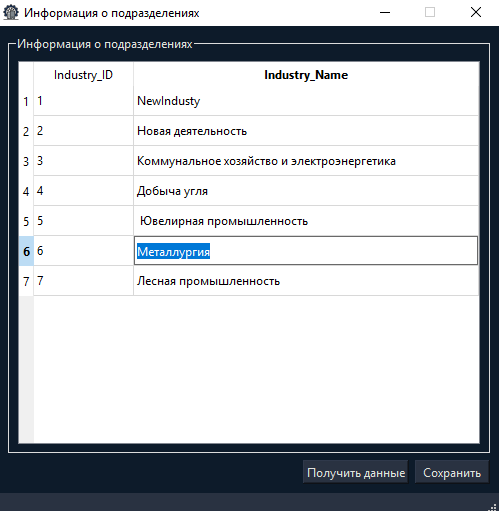 Информация о подразделениях
Информация о подразделениях
Industry_ID Industry_Name
1 1 NewIndusty
2 2 Новая деятельность
3 3 Коммунальное хозяйство и электроэнергетика
4 4 Добыча угля
5 5 Ювелирная промышленность
6 6 Металлургия
7 7 Лесная промышленность
Получить данные Сохранить